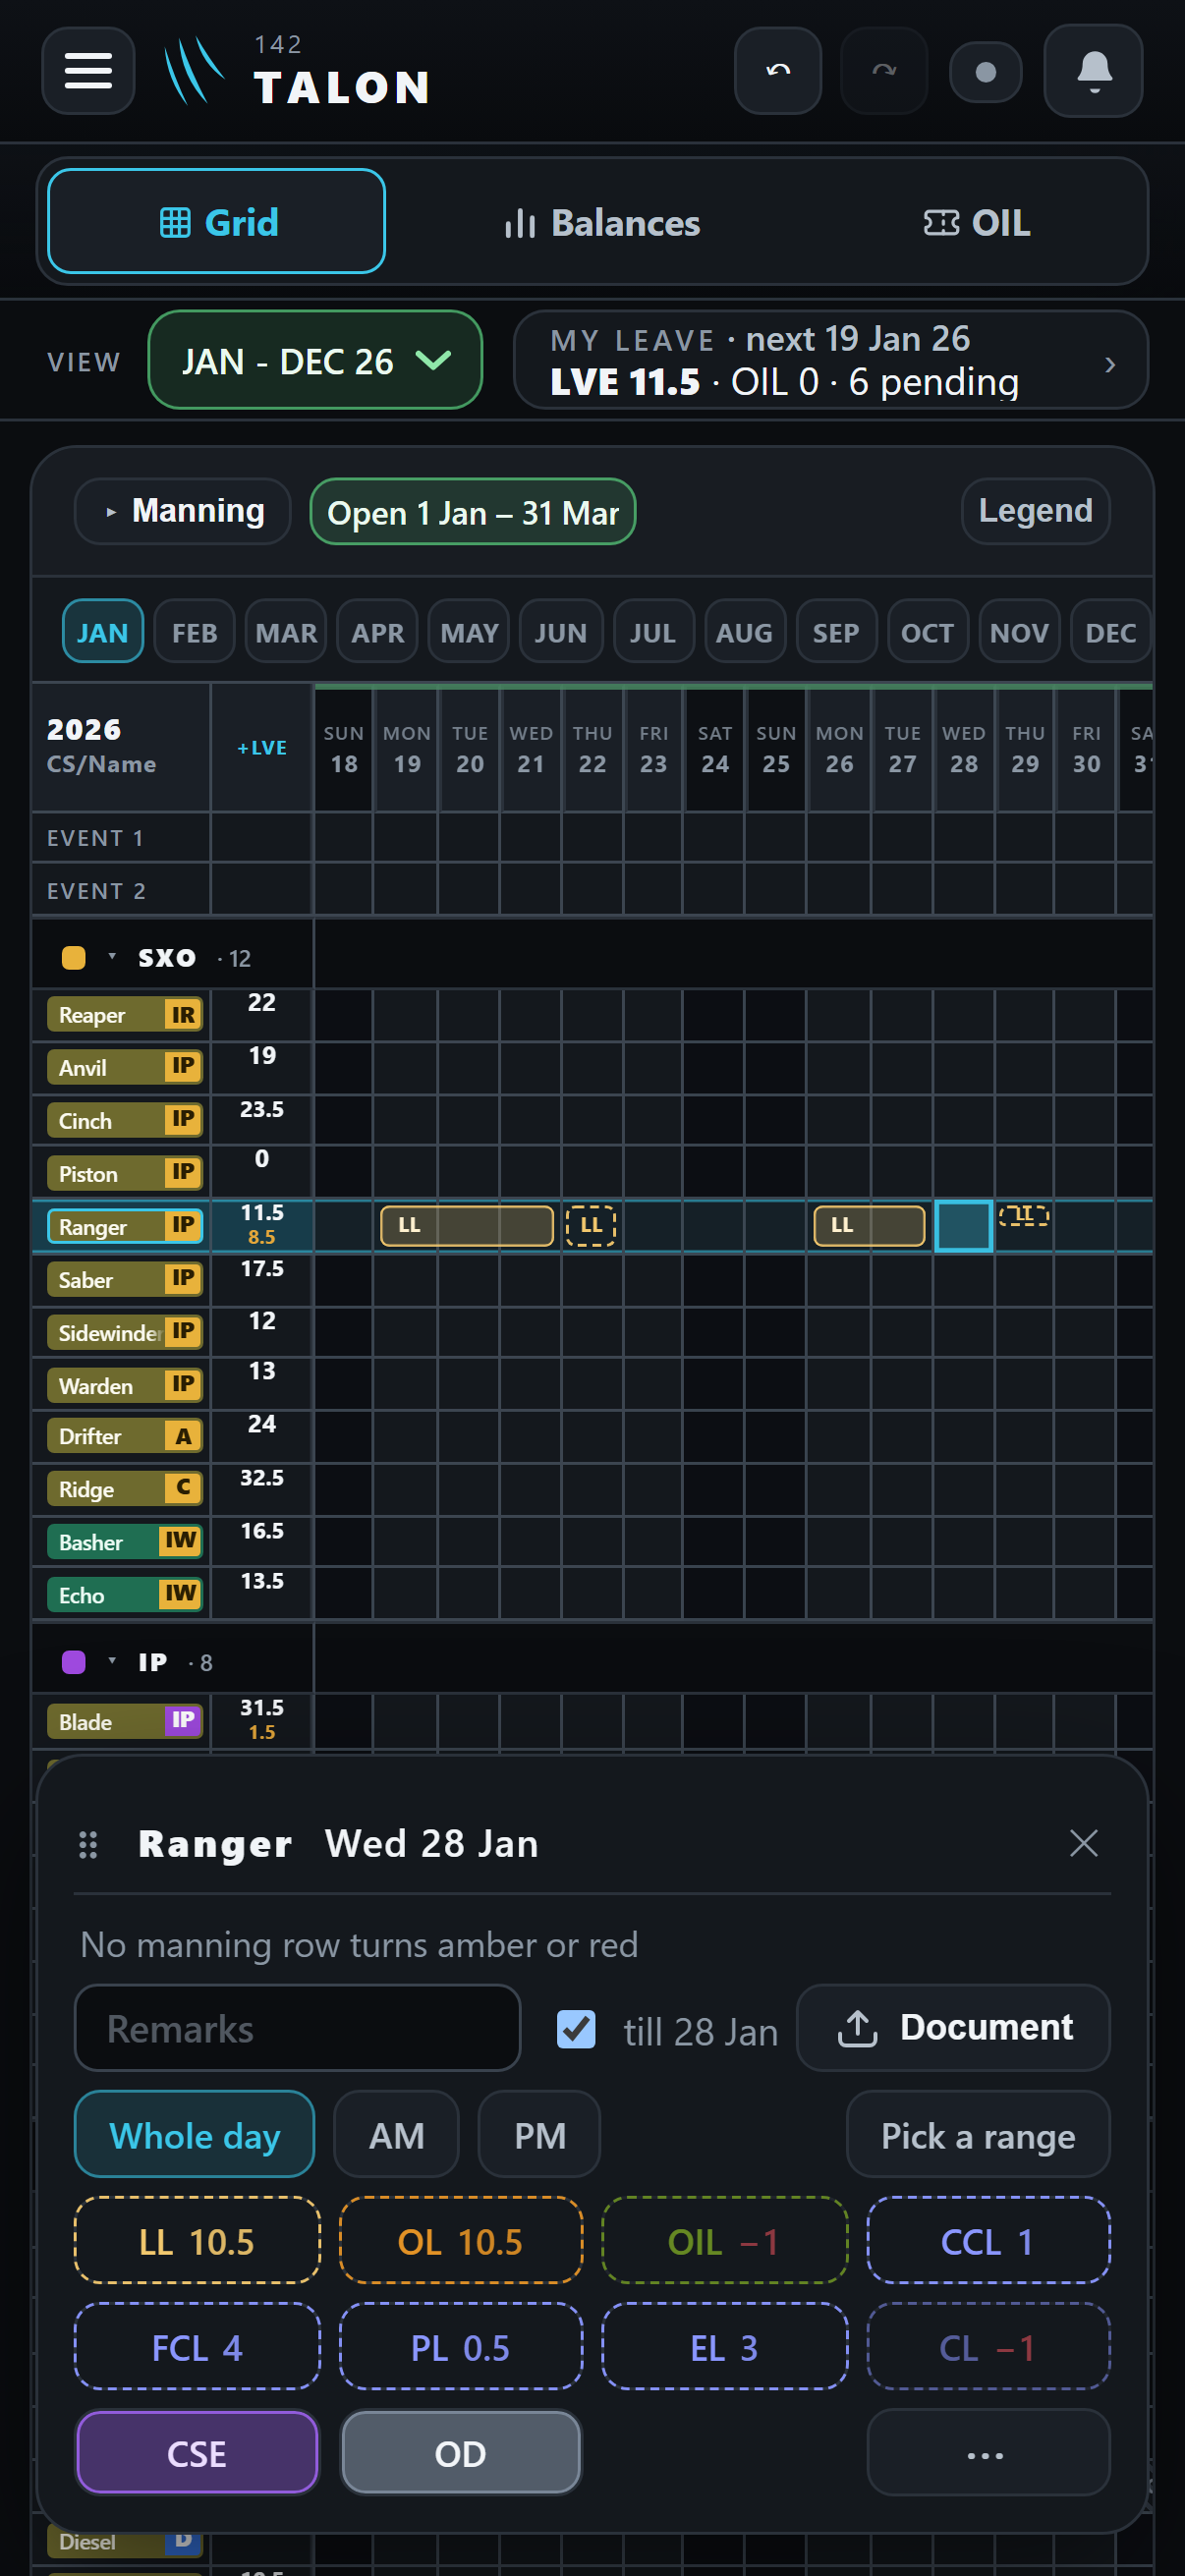 142
TALON
Grid
Balances
OIL
VIEW
JAN - DEC 26
MY LEAVE · next 19 Jan 26
LVE 11.5 · OIL 0 · 6 pending
›
▸ Manning
Open 1 Jan – 31 Mar
Legend
JAN FEB MAR APR MAY JUN JUL AUG SEP OCT NOV DEC
2026
CS/Name
+LVE
SUN MON TUE WED THU FRI SAT SUN MON TUE WED THU FRI
18 19 20 21 22 23 24 25 26 27 28 29 30
EVENT 1
EVENT 2
▾ SXO · 12
Reaper IR 22
Anvil IP 19
Cinch IP 23.5
Piston IP 0
Ranger IP 11.5 LL LL LL LL
8.5
Saber IP 17.5
Sidewinder IP 12
Warden IP 13
Drifter A 24
Ridge C 32.5
Basher IW 16.5
Echo IW 13.5
▾ IP · 8
Blade IP 31.5
1.5
Ranger Wed 28 Jan
No manning row turns amber or red
Remarks
till 28 Jan
Document
Whole day AM PM Pick a range
LL 10.5 OL 10.5 OIL −1 CCL 1
FCL 4 PL 0.5 EL 3 CL −1
CSE OD ...
Diesel D